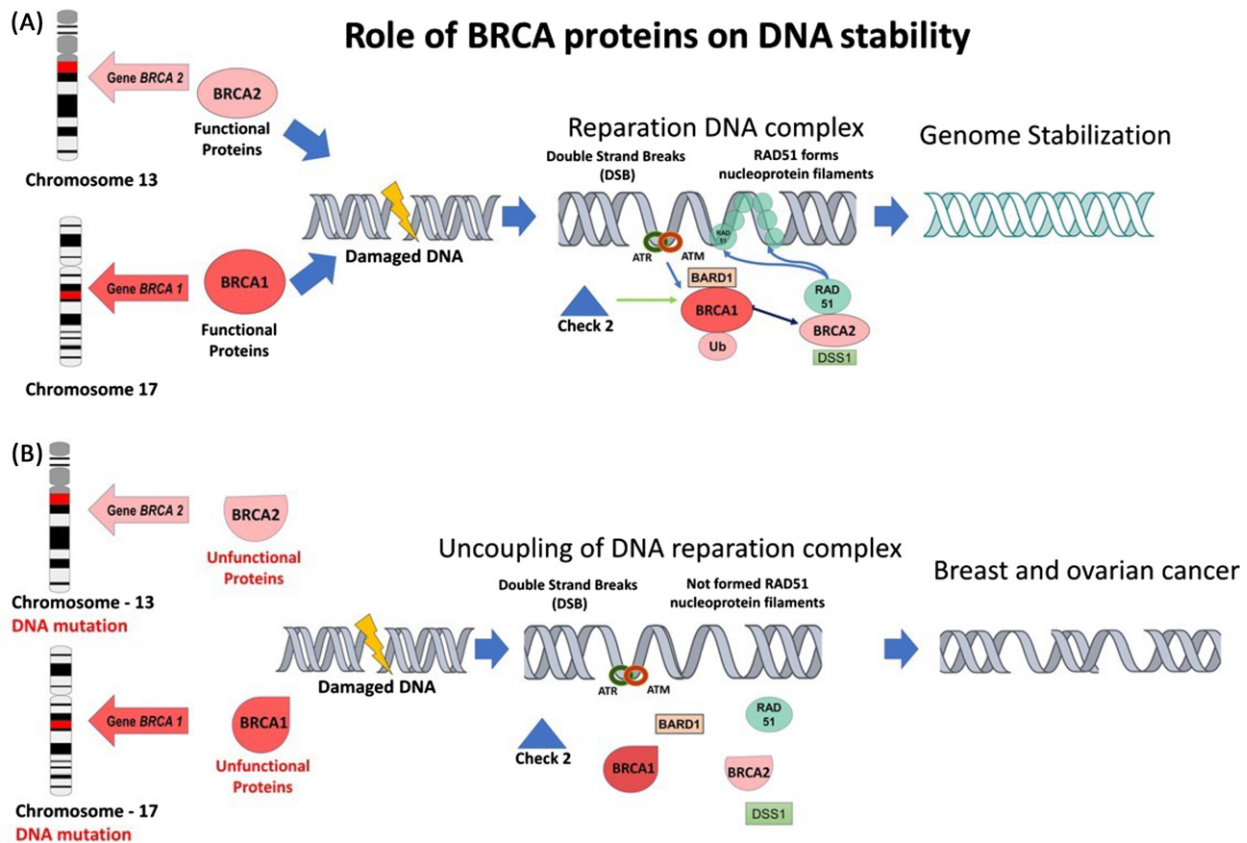 (A)
Role of BRCA proteins on DNA stability
Gene BRCA 2
BRCA2
Functional
Proteins
Chromosome 13
Gene BRCA 1
BRCA1
Functional
Proteins
Chromosome 17
Damaged DNA
Reparation DNA complex
Double Strand Breaks
(DSB)
RAD51 forms
nucleoprotein filaments
RAD
51
ATR
ATM
BARD1
BRCA1
Ub
Check 2
RAD
51
BRCA2
DSS1
Genome Stabilization
(B)
Gene BRCA 2
BRCA2
Unfunctional
Proteins
Chromosome - 13
DNA mutation
Gene BRCA 1
BRCA1
Unfunctional
Proteins
Chromosome - 17
DNA mutation
Damaged DNA
Uncoupling of DNA reparation complex
Double Strand Breaks
(DSB)
Not formed RAD51
nucleoprotein filaments
ATR
ATM
Check 2
BARD1
RAD
51
BRCA1
BRCA2
DSS1
Breast and ovarian cancer